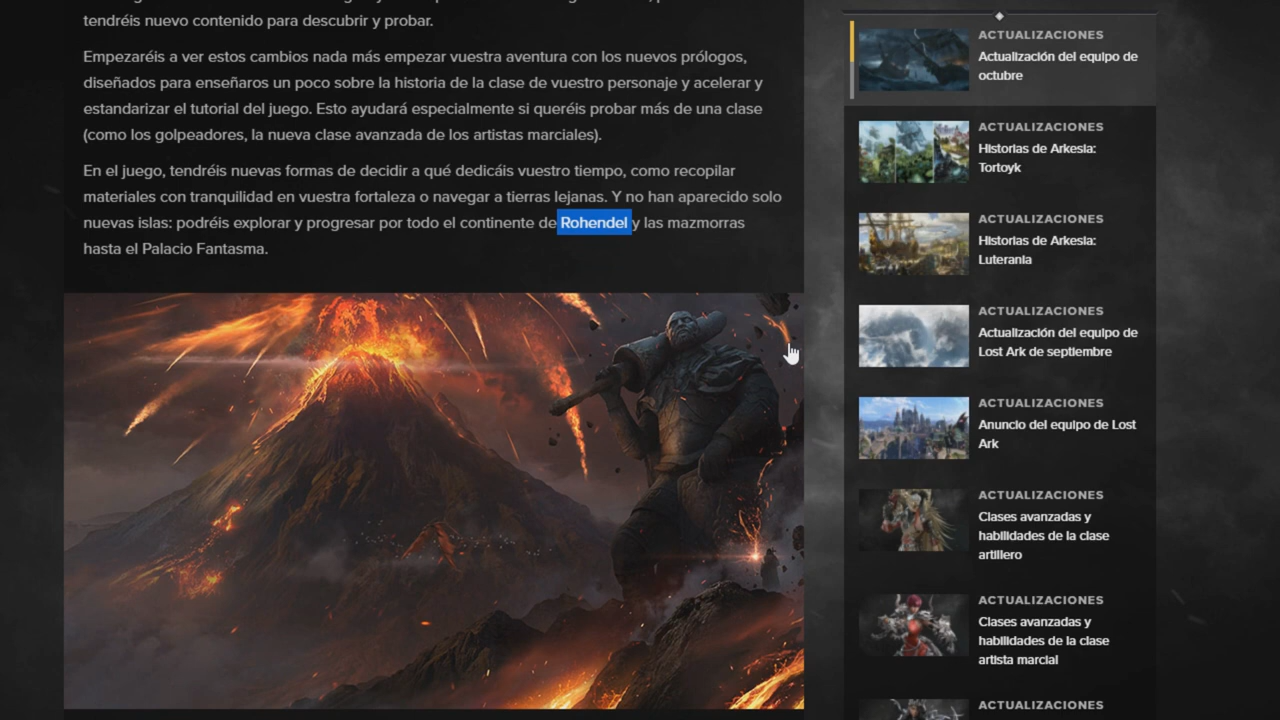 tendréis nuevo contenido para descubrir y probar.
Empezaréis a ver estos cambios nada más empezar vuestra aventura con los nuevos prólogos,
diseñados para enseñaros un poco sobre la historia de la clase de vuestro personaje y acelerar y
estandarizar el tutorial del juego. Esto ayudará especialmente si queréis probar más de una clase
(como los golpeadores, la nueva clase avanzada de los artistas marciales).
En el juego, tendréis nuevas formas de decidir a qué dedicáis vuestro tiempo, como recopilar
materiales con tranquilidad en vuestra fortaleza o navegar a tierras lejanas. Y no han aparecido solo
nuevas islas: podréis explorar y progresar por todo el continente de Rohendel y las mazmorras
hasta el Palacio Fantasma.
ACTUALIZACIONES
Actualización del equipo de
octubre
ACTUALIZACIONES
Historias de Arkesia:
Tortoyk
ACTUALIZACIONES
Historias de Arkesia:
Luterania
ACTUALIZACIONES
Actualización del equipo de
Lost Ark de septiembre
ACTUALIZACIONES
Anuncio del equipo de Lost
Ark
ACTUALIZACIONES
Clases avanzadas y
habilidades de la clase
artillero
ACTUALIZACIONES
Clases avanzadas y
habilidades de la clase
artista marcial
ACTUALIZACIONES